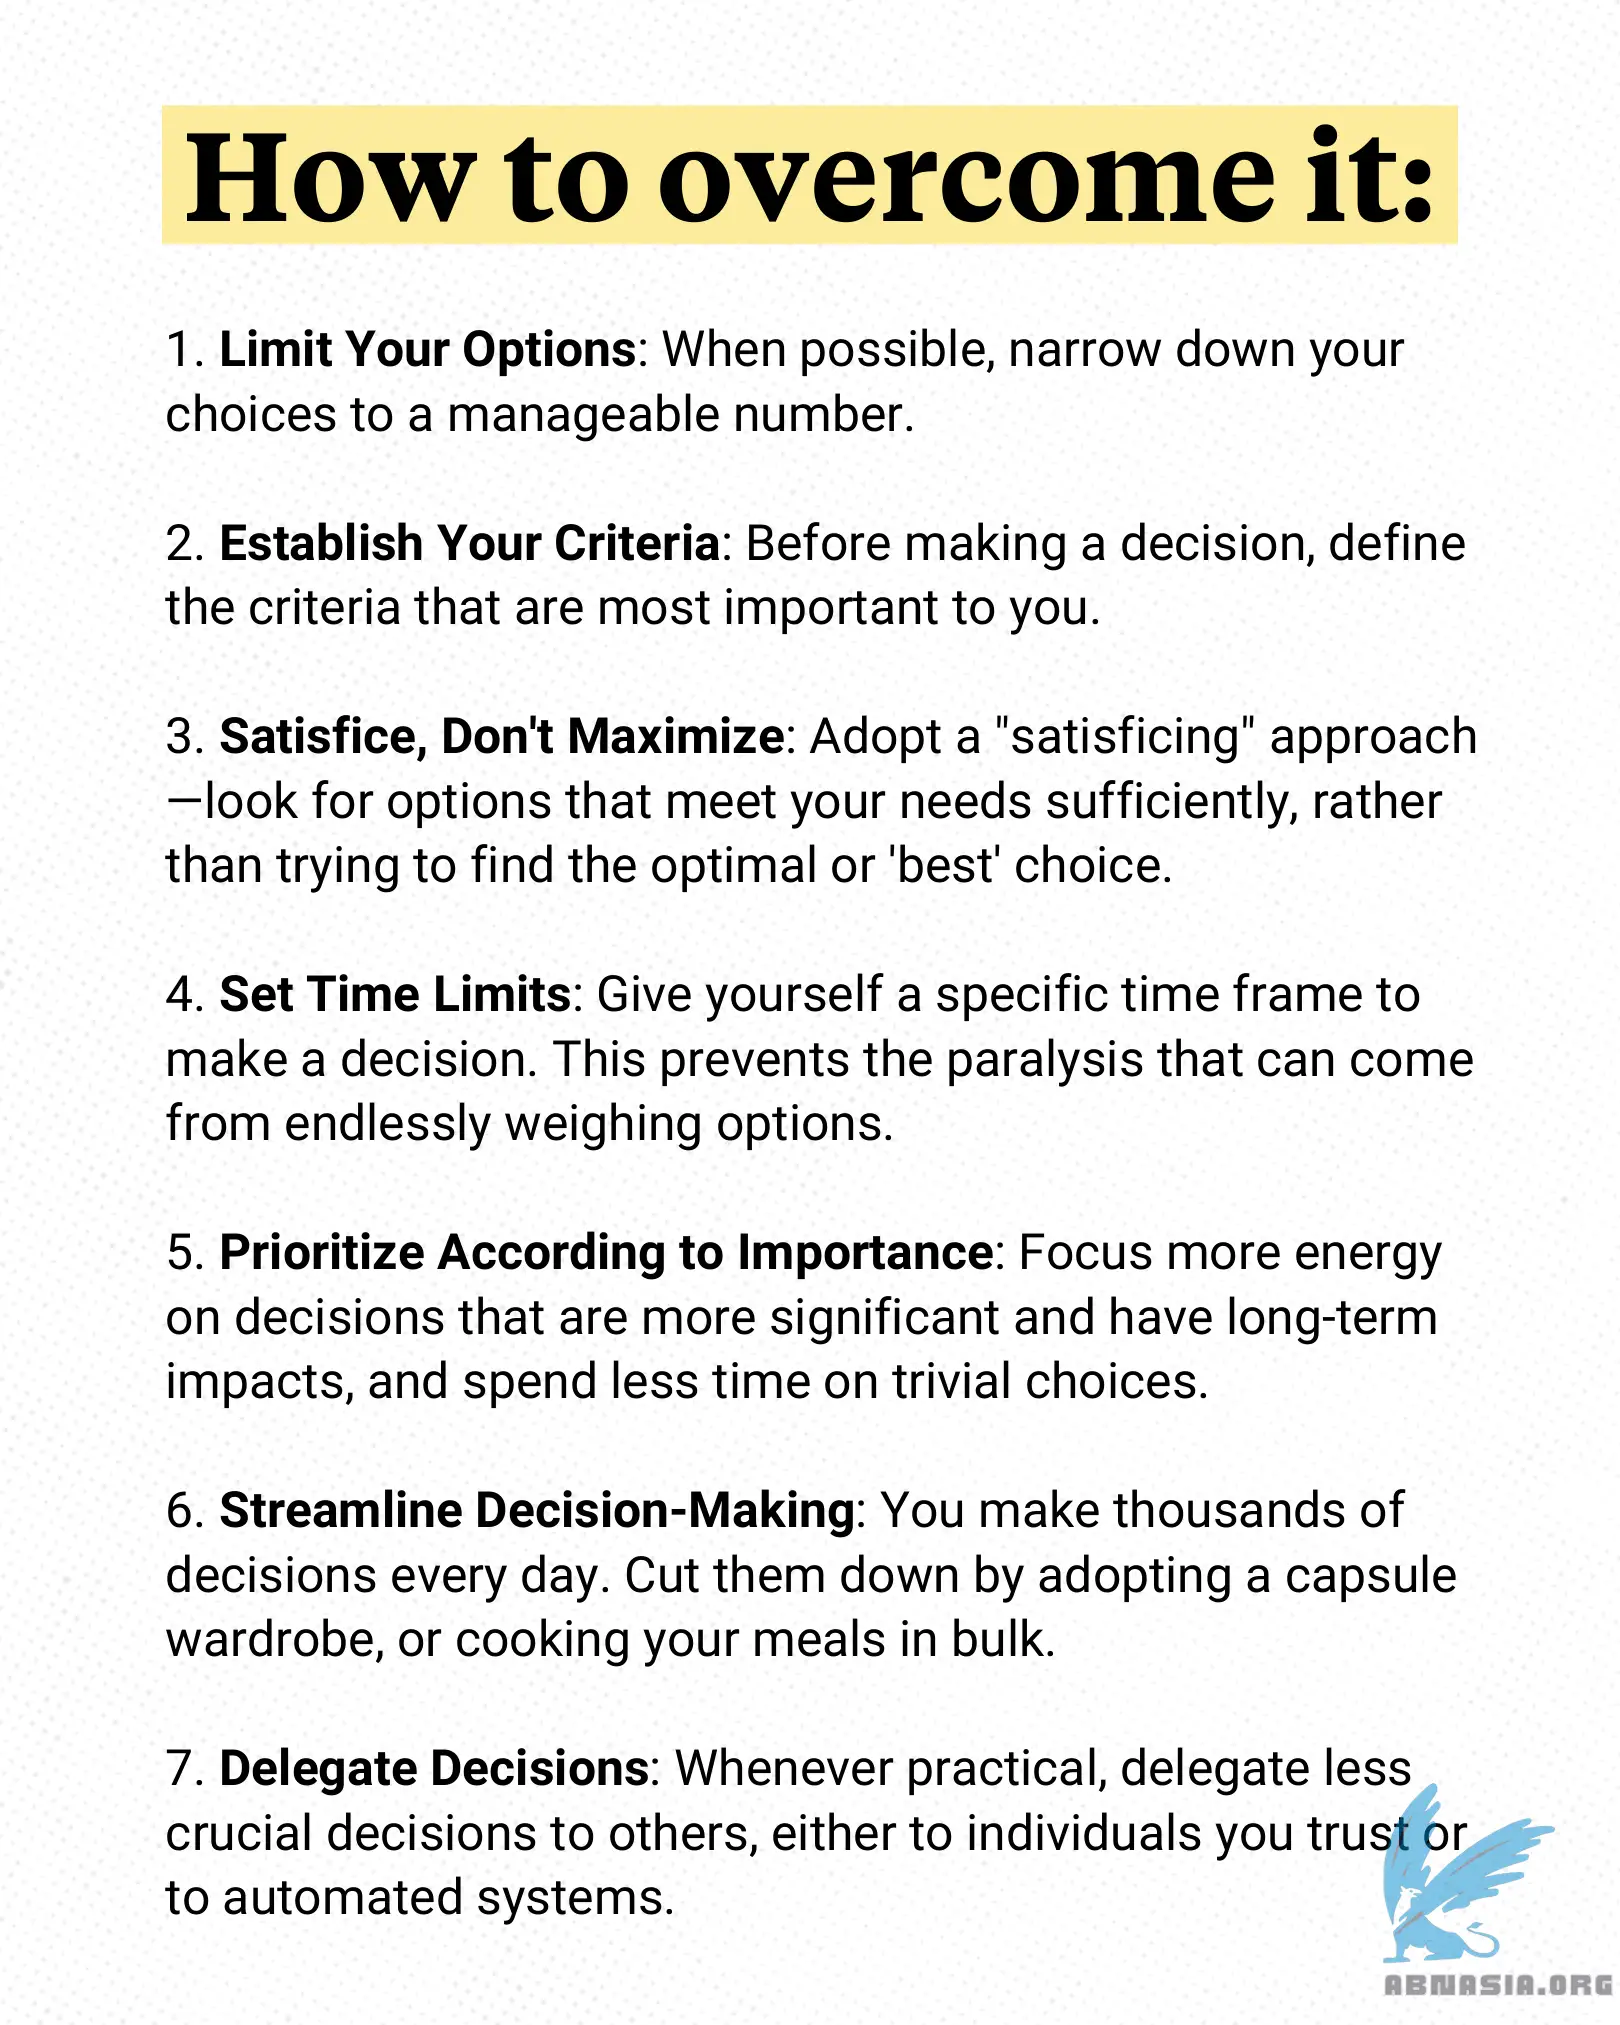 How to overcome it:
1. Limit Your Options: When possible, narrow down your
choices to a manageable number.
2. Establish Your Criteria: Before making a decision, define
the criteria that are most important to you.
3. Satisfice, Don't Maximize: Adopt a "satisficing" approach
—look for options that meet your needs sufficiently, rather
than trying to find the optimal or 'best' choice.
4. Set Time Limits: Give yourself a specific time frame to
make a decision. This prevents the paralysis that can come
from endlessly weighing options.
5. Prioritize According to Importance: Focus more energy
on decisions that are more significant and have long-term
impacts, and spend less time on trivial choices.
6. Streamline Decision-Making: You make thousands of
decisions every day. Cut them down by adopting a capsule
wardrobe, or cooking your meals in bulk.
7. Delegate Decisions: Whenever practical, delegate less
crucial decisions to others, either to individuals you trust or
to automated systems.
ABNASIA.ORG